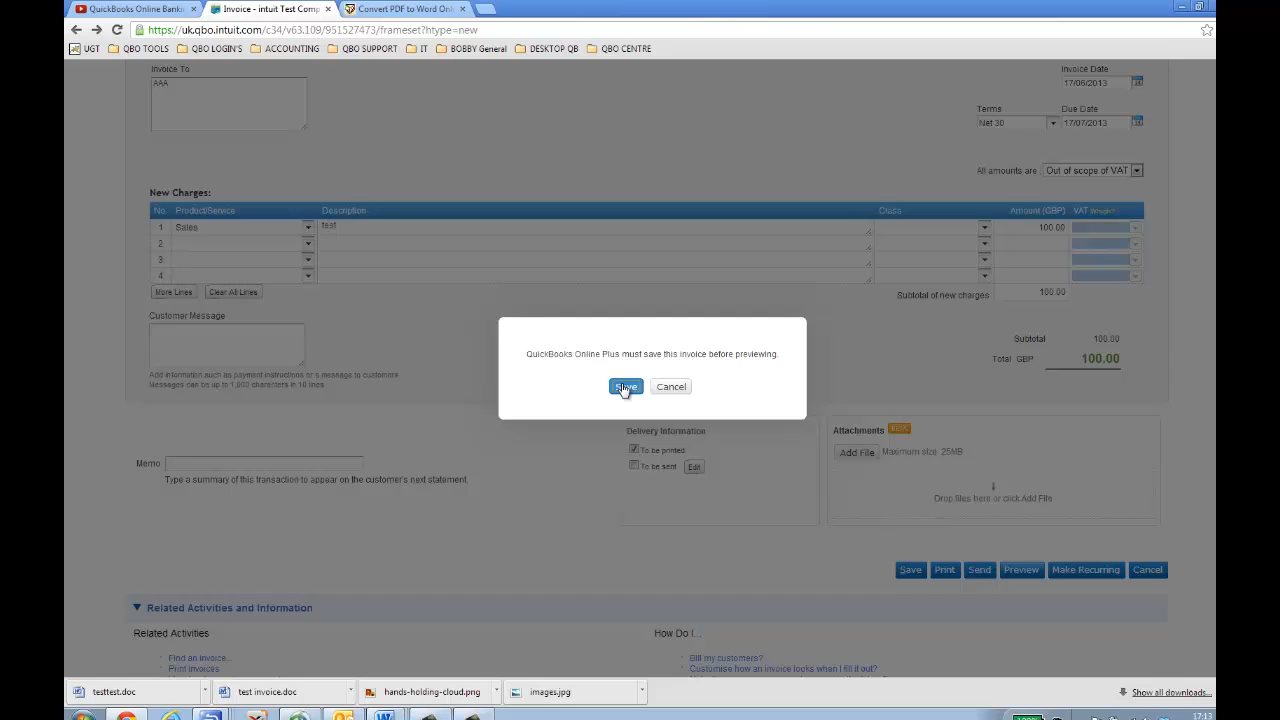 QuickBooks Online Banki
Invoice - intuit Test Comp
Convert PDF to Word Onl
https://uk.qbo.intuit.com/c34/v63.109/951527473/frameset?htype=new
UGT QBO TOOLS QBO LOGIN'S ACCOUNTING QBO SUPPORT IT BOBBY General DESKTOP QB QBO CENTRE
Invoice To
AAA
Invoice Date
17/06/2013
Terms Due Date
Net 30 17/07/2013
All amounts are : Out of scope of VAT
New Charges:
No. Product/Service Description Class Amount (GBP) VAT Which?
1 Sales test 100.00
2
3
4
More Lines Clear All Lines
Subtotal of new charges 100.00
Customer Message
Subtotal 100.00
Total GBP 100.00
Add information such as payment instructions or a message to customers.
Messages can be up to 1,000 characters in 10 lines
QuickBooks Online Plus must save this invoice before previewing.
Save Cancel
Delivery Information
To be printed
To be sent Edit
Attachments NEW
Add File Maximum size 25MB
Drop files here or click Add File
Memo
Type a summary of this transaction to appear on the customer's next statement.
Save Print Send Preview Make Recurring Cancel
Related Activities and Information
Related Activities How Do I...
Find an invoice... Bill my customers?
Print invoices Customise how an invoice looks when I fill it out?
testtest.doc test invoice.doc hands-holding-cloud.png images.jpg Show all downloads...
17:13